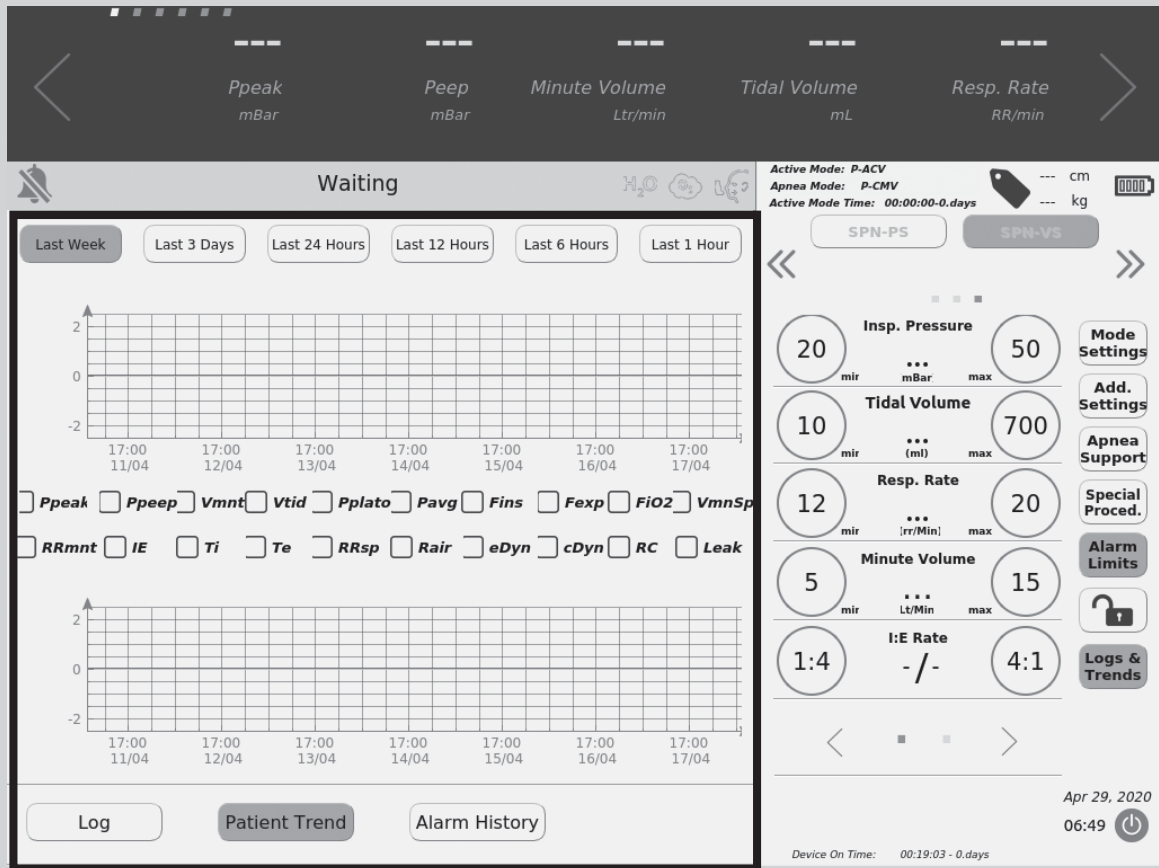 --- --- --- --- ---
Ppeak Peep Minute Volume Tidal Volume Resp. Rate
mBar mBar Ltr/min mL RR/min
Waiting
H₂O
Active Mode: P-ACV
Apnea Mode: P-CMV
Active Mode Time: 00:00:00-0.days
--- cm
--- kg
Last Week Last 3 Days Last 24 Hours Last 12 Hours Last 6 Hours Last 1 Hour
2
0
-2
17:00 17:00 17:00 17:00 17:00 17:00 17:00
11/04 12/04 13/04 14/04 15/04 16/04 17/04
Ppeak Ppeep Vmnt Vtid Pplato Pavg Fins Fexp FiO2 VmnSp
RRmnt IE Ti Te RRsp Rair eDyn cDyn RC Leak
2
0
-2
17:00 17:00 17:00 17:00 17:00 17:00 17:00
11/04 12/04 13/04 14/04 15/04 16/04 17/04
Log Patient Trend Alarm History
SPN-PS SPN-VS
Insp. Pressure
20 ... 50
min mBar max
Tidal Volume
10 ... 700
min (ml) max
Resp. Rate
12 ... 20
min (rr/Min) max
Minute Volume
5 ... 15
min Lt/Min max
I:E Rate
1:4 -/- 4:1
Mode
Settings
Add.
Settings
Apnea
Support
Special
Proced.
Alarm
Limits
Logs &
Trends
Apr 29, 2020
06:49
Device On Time: 00:19:03 - 0.days